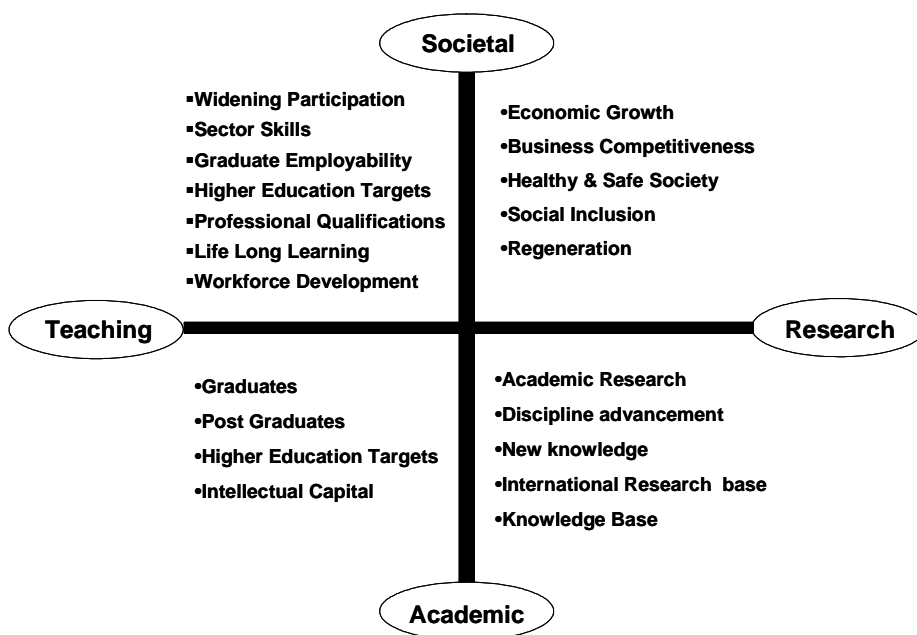 Societal
▪Widening Participation
▪Sector Skills
▪Graduate Employability
▪Higher Education Targets
▪Professional Qualifications
▪Life Long Learning
▪Workforce Development
•Economic Growth
•Business Competitiveness
•Healthy & Safe Society
•Social Inclusion
•Regeneration
Teaching
Research
•Graduates
•Post Graduates
•Higher Education Targets
•Intellectual Capital
•Academic Research
•Discipline advancement
•New knowledge
•International Research base
•Knowledge Base
Academic